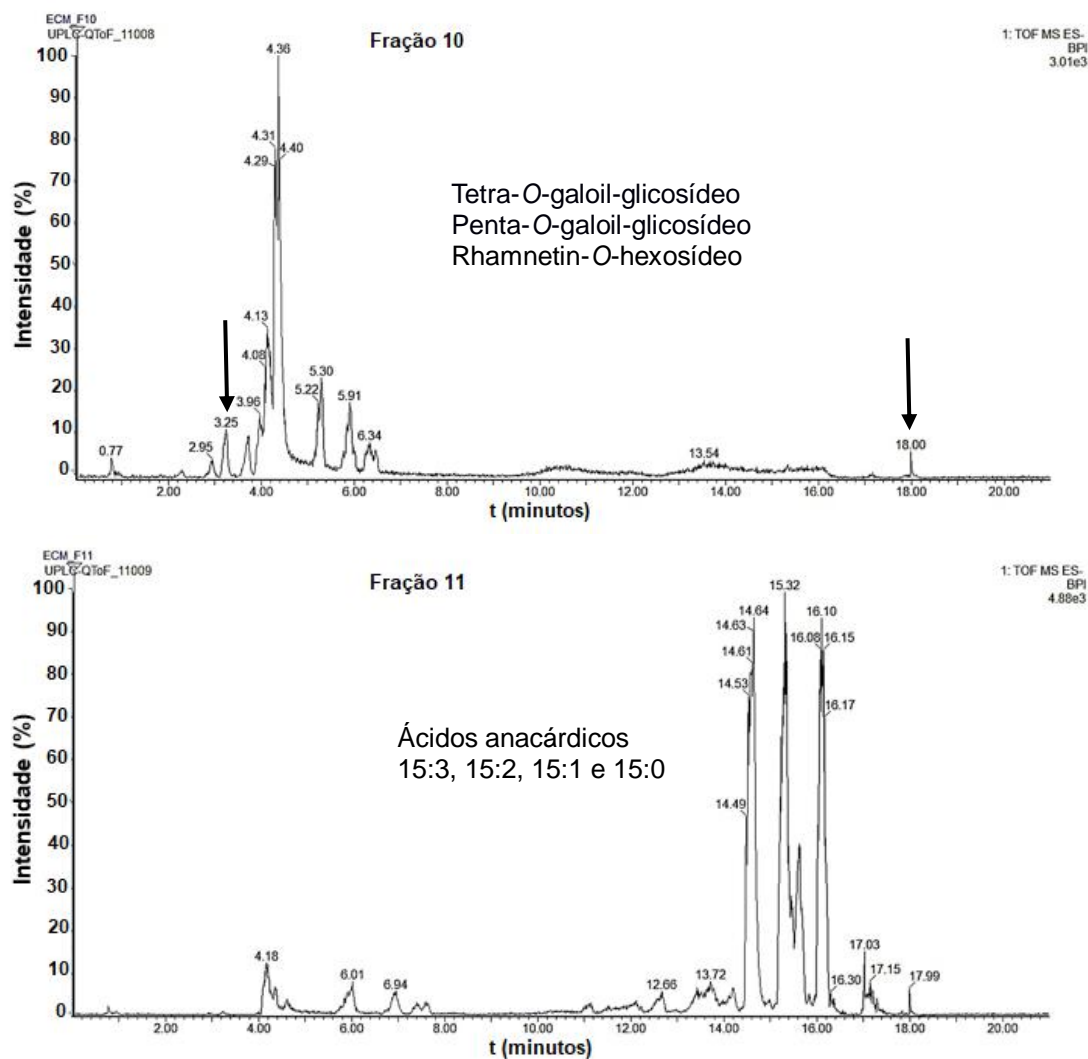 ECM_F10
UPLC-QToF_11008
Fração 10
1: TOF MS ES-
BPI
3.01e3
Intensidade (%)
100
90
80
70
60
50
40
30
20
10
0
4.36
4.31
4.40
4.29
Tetra-O-galoil-glicosídeo
Penta-O-galoil-glicosídeo
Rhamnetin-O-hexosídeo
4.13
4.08
3.96
3.25
2.95
0.77
5.30
5.22
5.91
6.34
13.54
18.00
2.00 4.00 6.00 8.00 10.00 12.00 14.00 16.00 18.00 20.00
t (minutos)
ECM_F11
UPLC-QToF_11009
Fração 11
1: TOF MS ES-
BPI
4.88e3
Intensidade (%)
100
90
80
70
60
50
40
30
20
10
0
15.32
14.64
16.10
14.63
14.61
16.08 16.15
14.53
16.17
Ácidos anacárdicos
15:3, 15:2, 15:1 e 15:0
14.49
4.18
6.01
6.94
12.66
13.72
17.03
16.30
17.15
17.99
2.00 4.00 6.00 8.00 10.00 12.00 14.00 16.00 18.00 20.00
t (minutos)